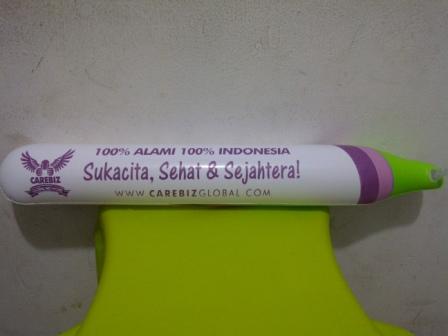 CAREBIZ
100% ALAMI 100% INDONESIA
Sukacita, Sehat & Sejahtera!
WWW.CAREBIZGLOBAL.COM